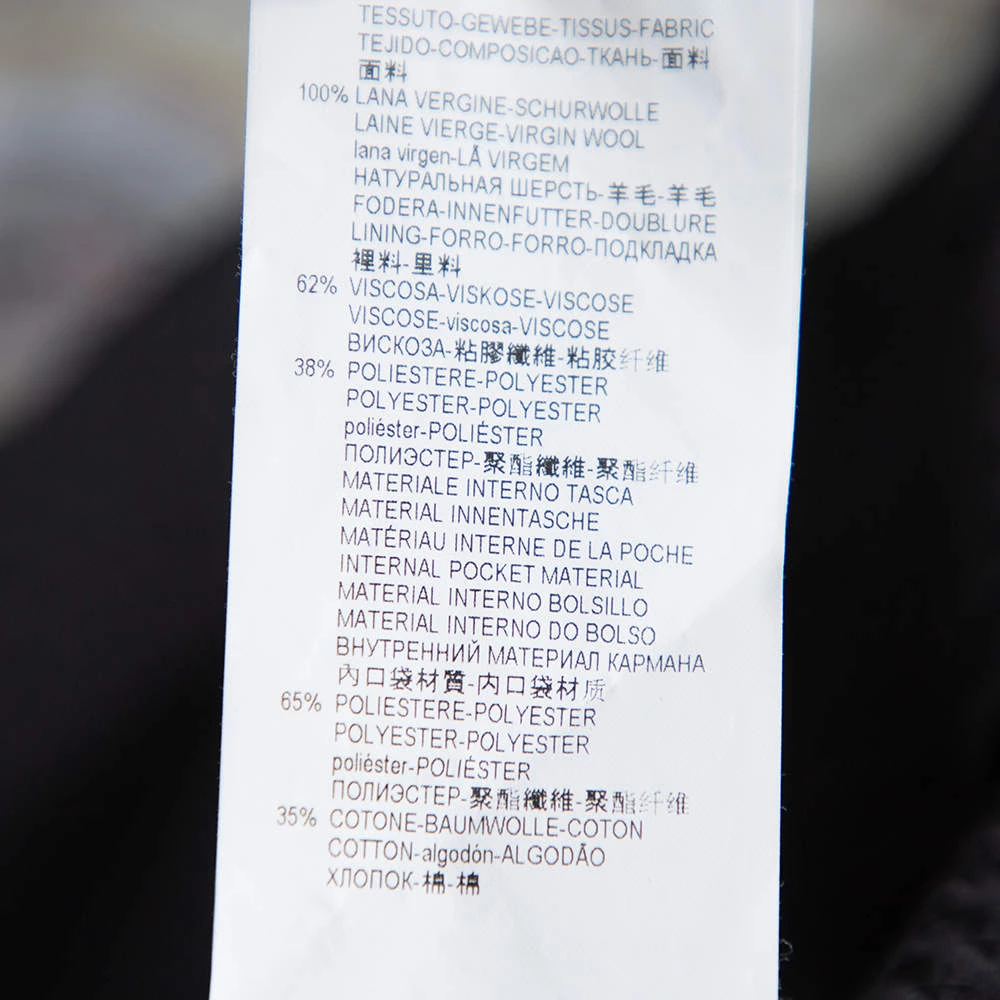 TESSUTO-GEWEBE-TISSUS-FABRIC
TEJIDO-COMPOSICAO-ТКАНЬ-面料
面料
100% LANA VERGINE-SCHURWOLLE
LAINE VIERGE-VIRGIN WOOL
lana virgen-LÃ VIRGEM
НАТУРАЛЬНАЯ ШЕРСТЬ-羊毛-羊毛
FODERA-INNENFUTTER-DOUBLURE
LINING-FORRO-FORRO-ПОДКЛАДКА
裡料-里料
62% VISCOSA-VISKOSE-VISCOSE
VISCOSE-viscosa-VISCOSE
ВИСКОЗА-粘膠纖維-粘胶纤维
38% POLIESTERE-POLYESTER
POLYESTER-POLYESTER
poliéster-POLIÉSTER
ПОЛИЭСТЕР-聚酯纖維-聚酯纤维
MATERIALE INTERNO TASCA
MATERIAL INNENTASCHE
MATÉRIAU INTERNE DE LA POCHE
INTERNAL POCKET MATERIAL
MATERIAL INTERNO BOLSILLO
MATERIAL INTERNO DO BOLSO
ВНУТРЕННИЙ МАТЕРИАЛ КАРМАНА
內口袋材質-内口袋材质
65% POLIESTERE-POLYESTER
POLYESTER-POLYESTER
poliéster-POLIÉSTER
ПОЛИЭСТЕР-聚酯纖維-聚酯纤维
35% COTONE-BAUMWOLLE-COTON
COTTON-algodón-ALGODÃO
ХЛОПОК-棉-棉